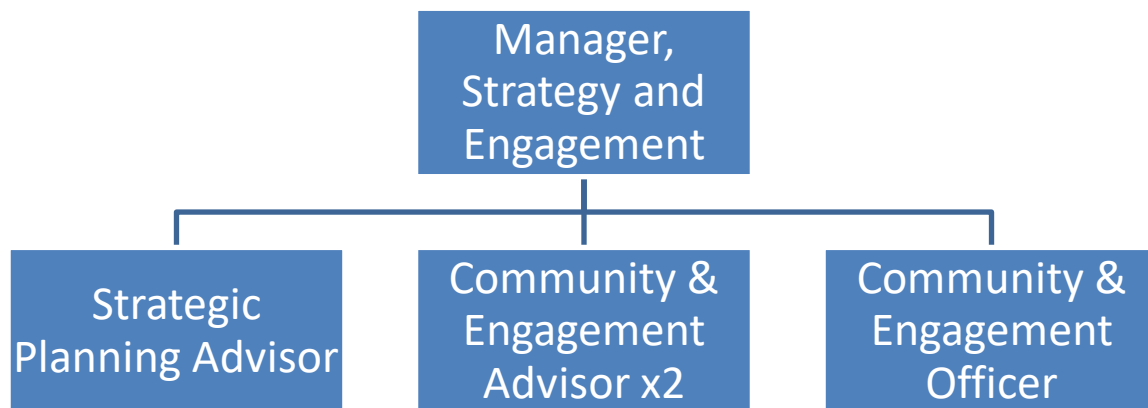 Manager,
Strategy and
Engagement
Strategic
Planning Advisor
Community &
Engagement
Advisor x2
Community &
Engagement
Officer